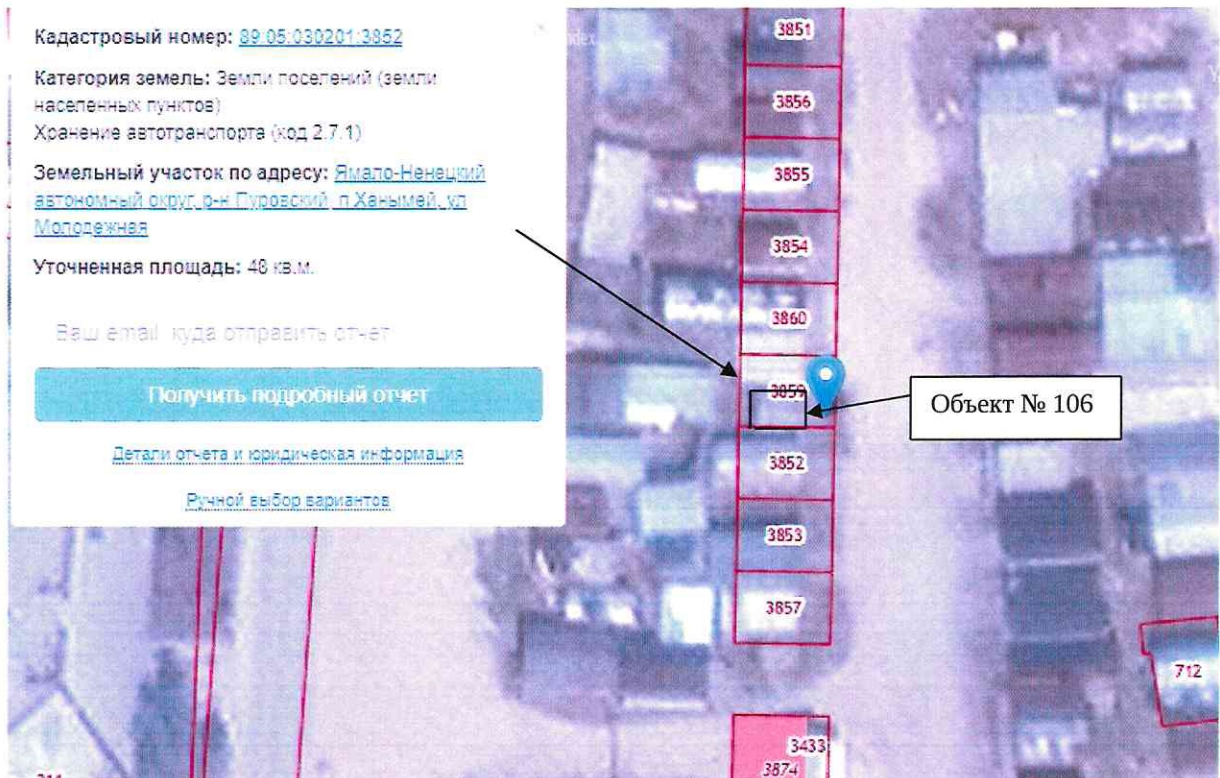 Кадастровый номер: 89:05:030201:3852
Категория земель: Земли поселений (земли
населенных пунктов)
Хранение автотранспорта (код 2.7.1)
Земельный участок по адресу: Ямало-Ненецкий
автономный округ, р-н Пуровский, п Ханымей, ул
Молодежная
Уточненная площадь: 48 кв.м.
Ваш email, куда отправить отчет
Получить подробный отчет
Детали отчета и юридическая информация
Ручной выбор вариантов
3851
3856
3855
3854
3860
3859
Объект № 106
3852
3853
3857
712
3433
3874